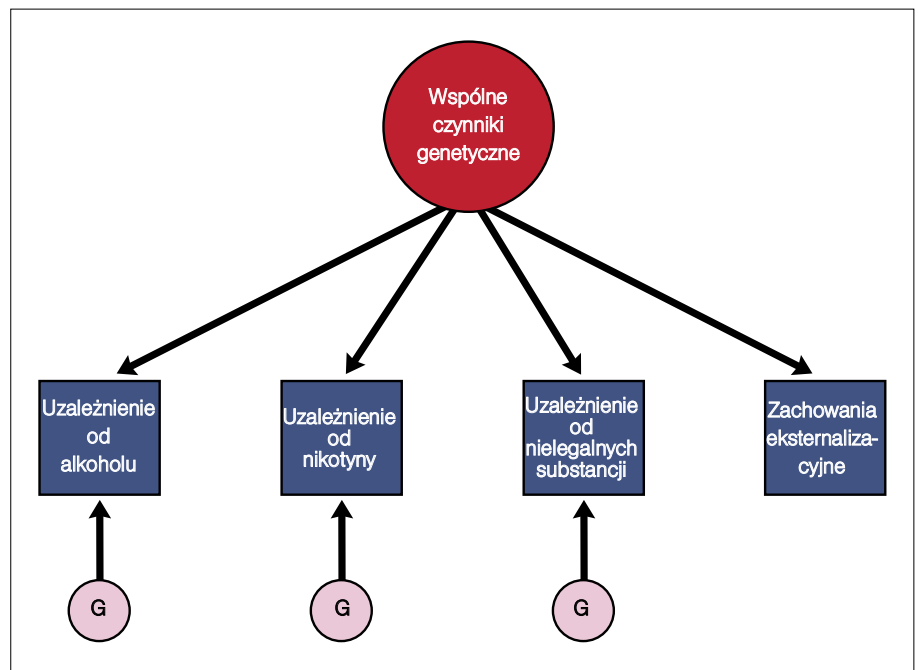 Wspólne
czynniki
genetyczne
Uzależnienie
od
alkoholu
Uzależnienie
od
nikotyny
Uzależnienie
od
nielegalnych
substancji
Zachowania
eksternaliza-
cyjne
G
G
G